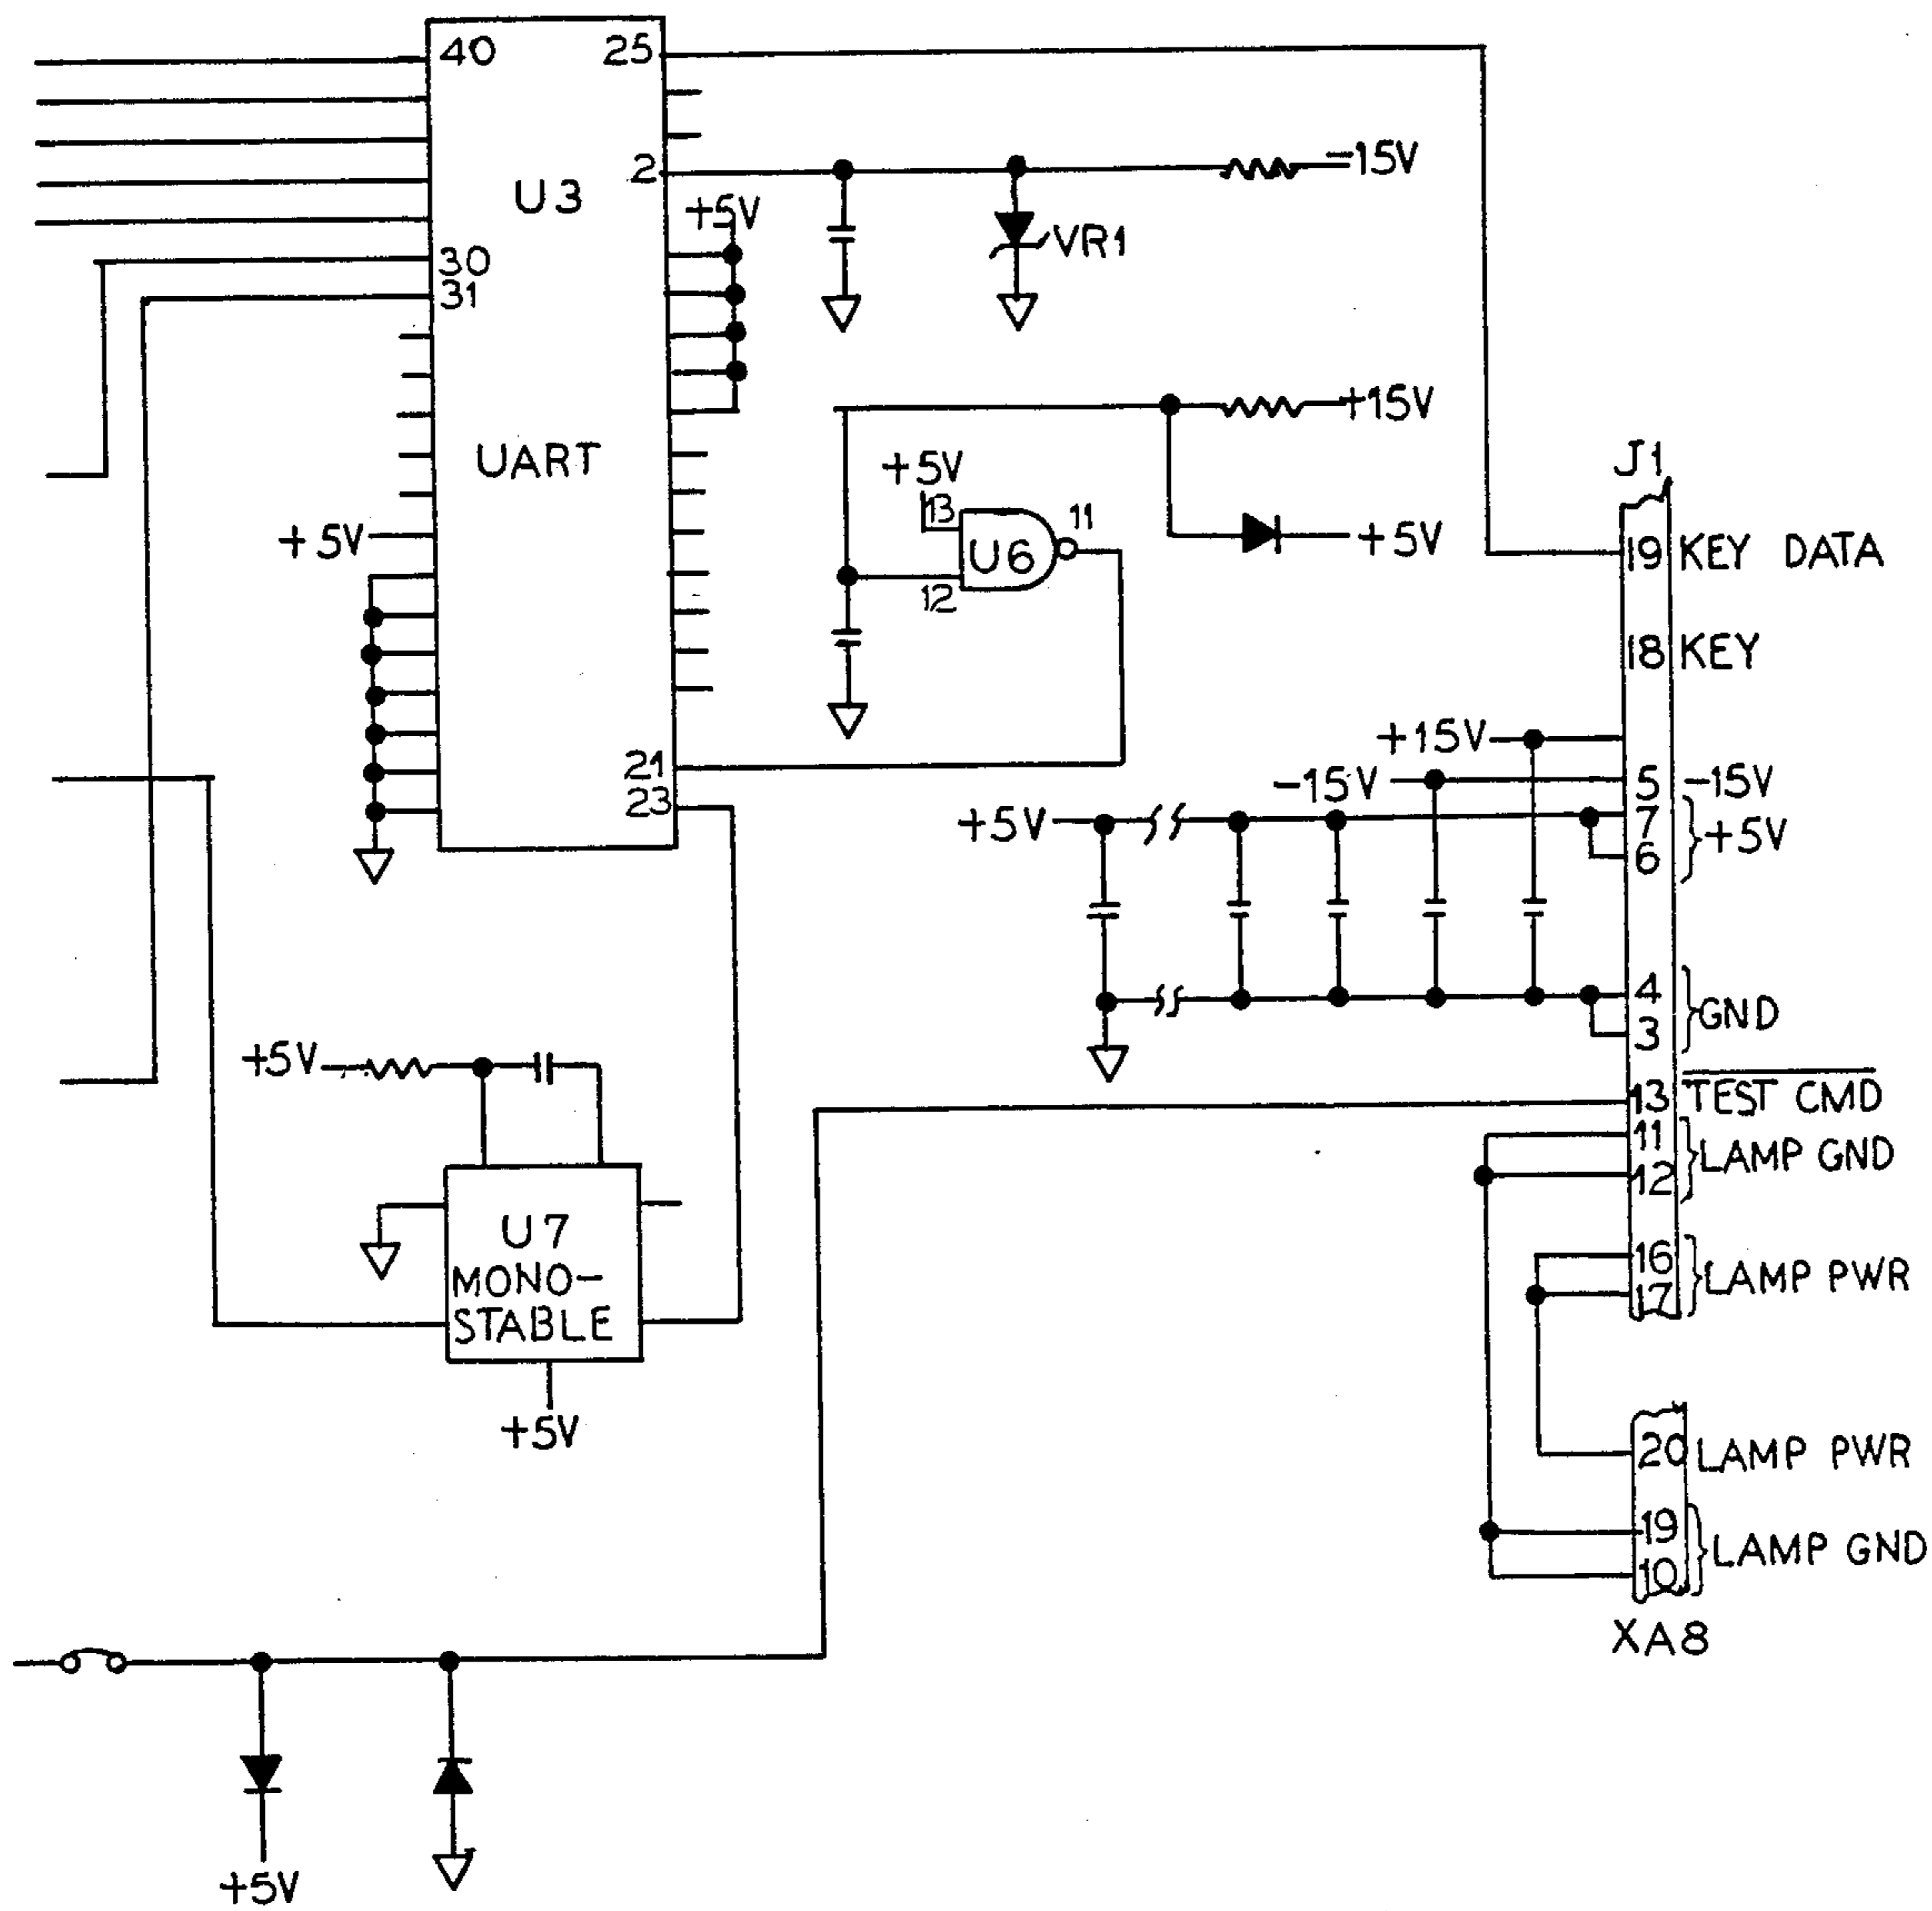 40 25
U3
2
-15V
+5V
VR1
30
31
+15V
UART
+5V
13
11
U6
12
+5V
+5V
J1
19 KEY DATA
18 KEY
+15V
-15V
5 -15V
+5V
7
6
+5V
21
23
4
3
GND
+5V
13 TEST CMD
11
12
LAMP GND
U7
MONO-
STABLE
16
17
LAMP PWR
+5V
20 LAMP PWR
19
10
LAMP GND
XA8
+5V